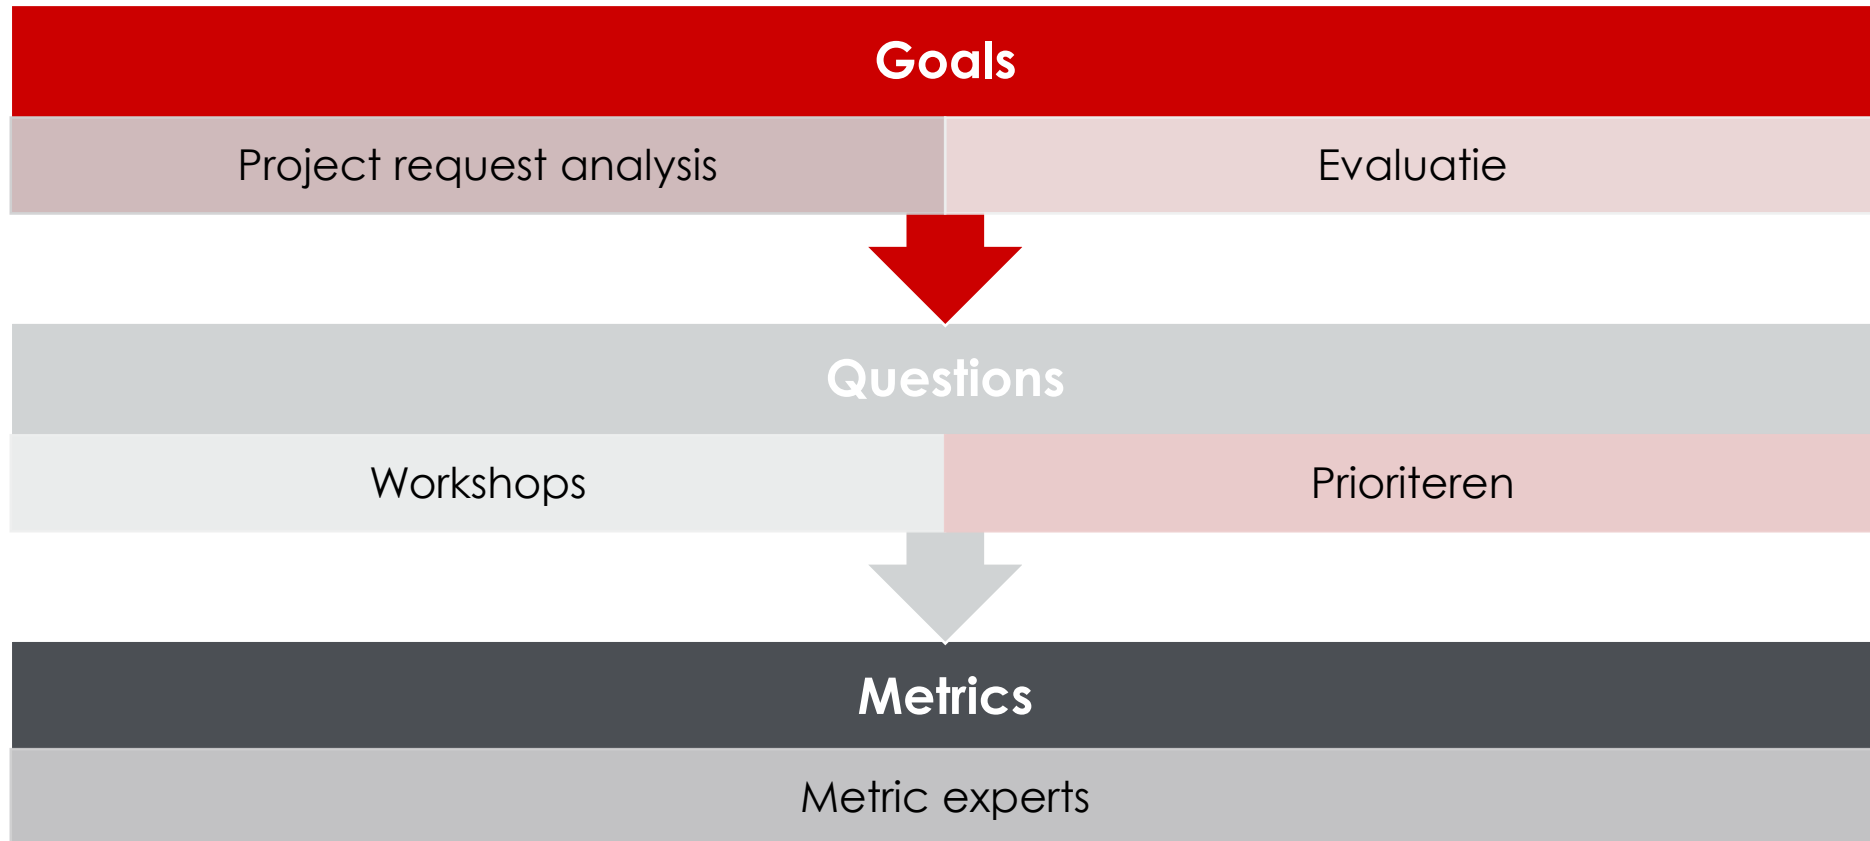 Goals
Project request analysis
Evaluatie
Questions
Workshops
Prioriteren
Metrics
Metric experts